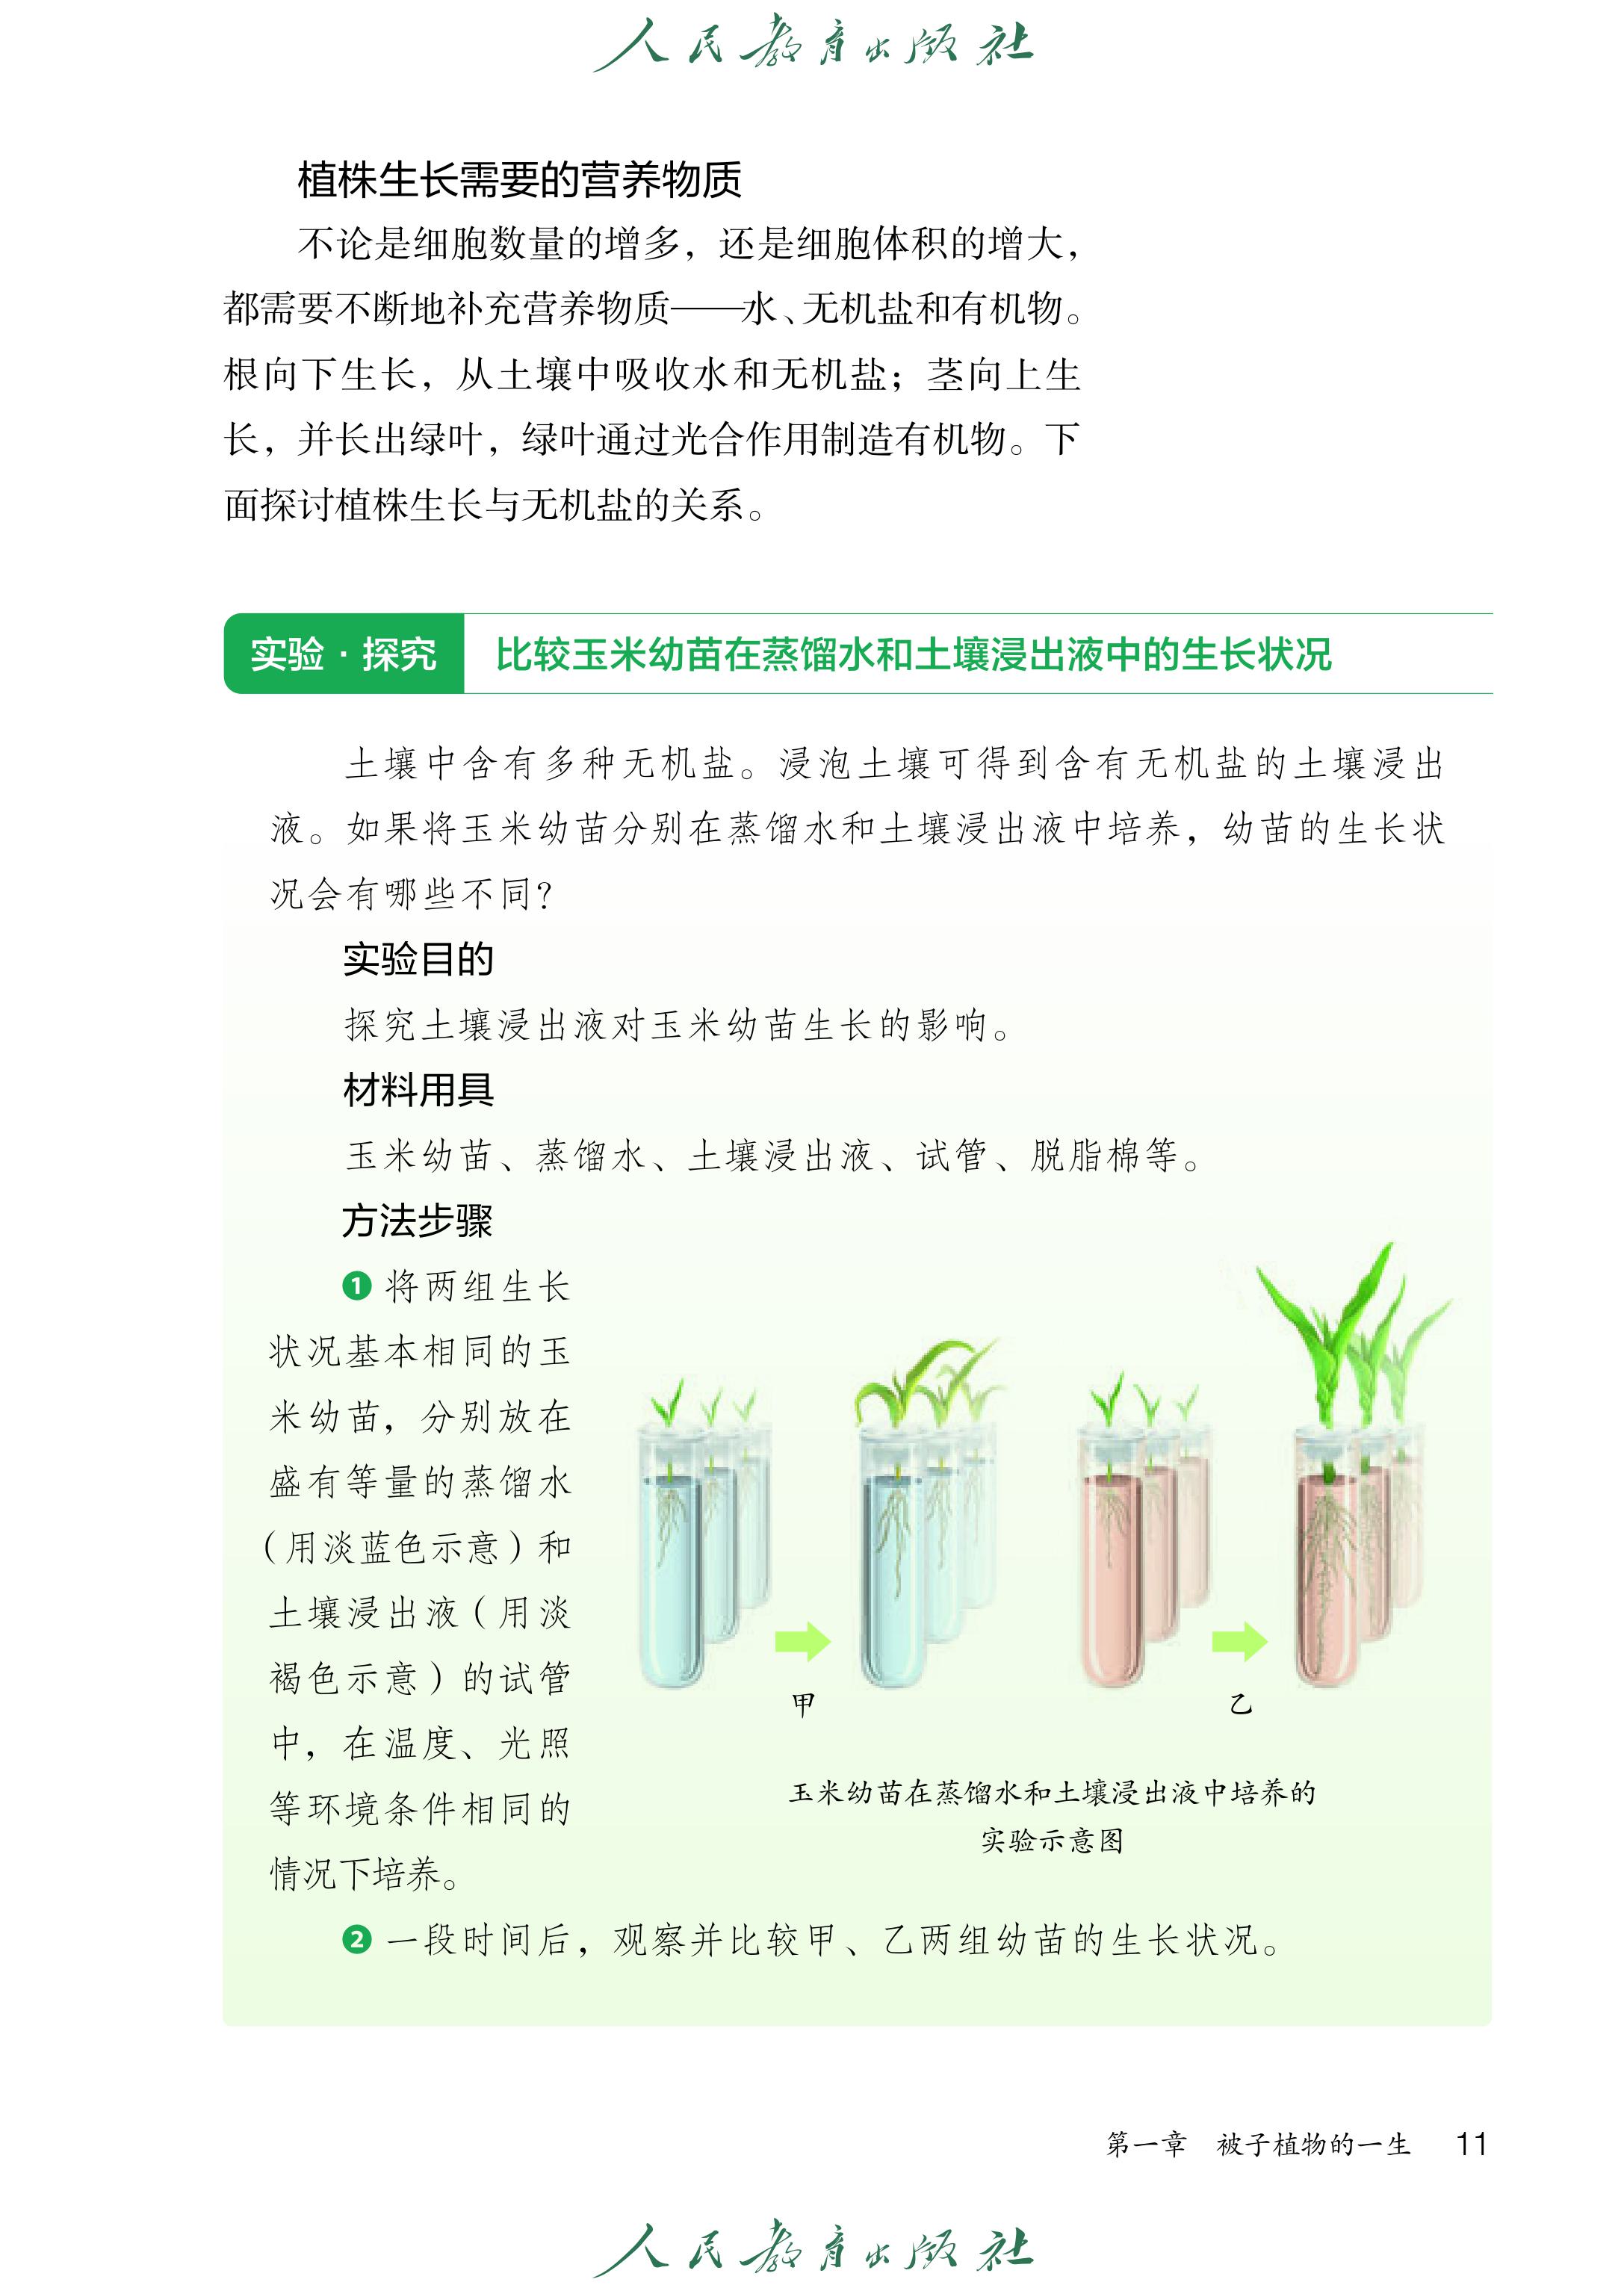 人民教育出版社
植株生长需要的营养物质
不论是细胞数量的增多，还是细胞体积的增大，
都需要不断地补充营养物质——水、无机盐和有机物。
根向下生长，从土壤中吸收水和无机盐；茎向上生
长，并长出绿叶，绿叶通过光合作用制造有机物。下
面探讨植株生长与无机盐的关系。
实验·探究 比较玉米幼苗在蒸馏水和土壤浸出液中的生长状况
土壤中含有多种无机盐。浸泡土壤可得到含有无机盐的土壤浸出
液。如果将玉米幼苗分别在蒸馏水和土壤浸出液中培养，幼苗的生长状
况会有哪些不同？
实验目的
探究土壤浸出液对玉米幼苗生长的影响。
材料用具
玉米幼苗、蒸馏水、土壤浸出液、试管、脱脂棉等。
方法步骤
❶ 将两组生长
状况基本相同的玉
米幼苗，分别放在
盛有等量的蒸馏水
（用淡蓝色示意）和
土壤浸出液（用淡
褐色示意）的试管
中，在温度、光照
等环境条件相同的
情况下培养。
甲
乙
玉米幼苗在蒸馏水和土壤浸出液中培养的
实验示意图
❷ 一段时间后，观察并比较甲、乙两组幼苗的生长状况。
第一章 被子植物的一生 11
人民教育出版社